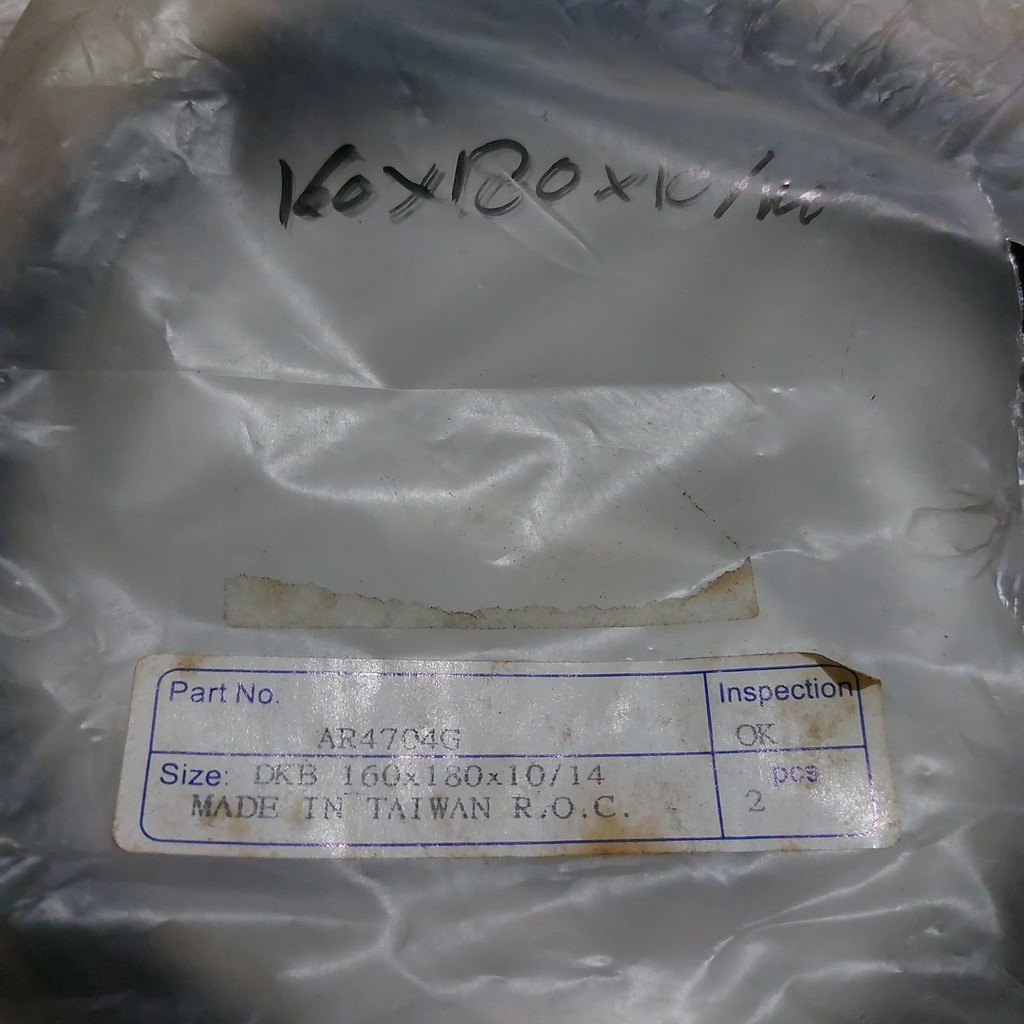 160x180x10/14
Part No.
AR4704G
Inspection
OK
Size: DKB 160x180x10/14
MADE IN TAIWAN R.O.C.
pcs
2